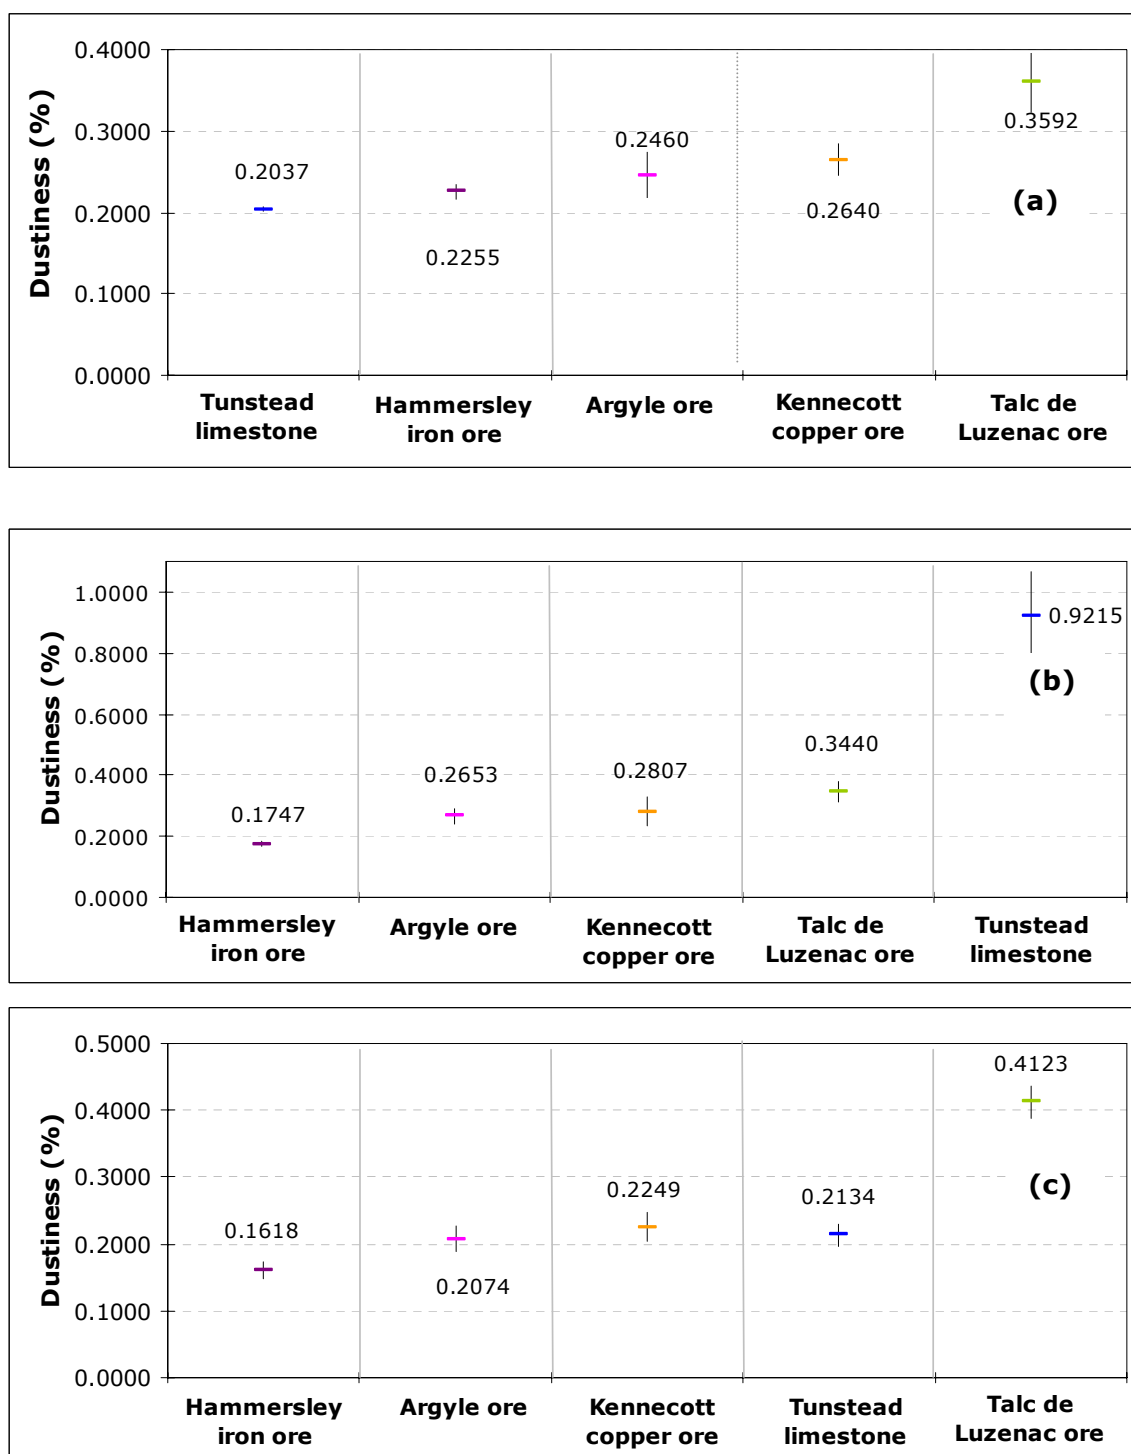 0.4000
0.3000
0.2000
0.1000
0.0000
Dustiness (%)
0.2037
0.2255
0.2460
0.2640
0.3592
(a)
Tunstead
limestone
Hammersley
iron ore
Argyle ore
Kennecott
copper ore
Talc de
Luzenac ore
1.0000
0.8000
0.6000
0.4000
0.2000
0.0000
Dustiness (%)
0.1747
0.2653
0.2807
0.3440
0.9215
(b)
Hammersley
iron ore
Argyle ore
Kennecott
copper ore
Talc de
Luzenac ore
Tunstead
limestone
0.5000
0.4000
0.3000
0.2000
0.1000
0.0000
Dustiness (%)
0.1618
0.2074
0.2249
0.2134
0.4123
(c)
Hammersley
iron ore
Argyle ore
Kennecott
copper ore
Tunstead
limestone
Talc de
Luzenac ore